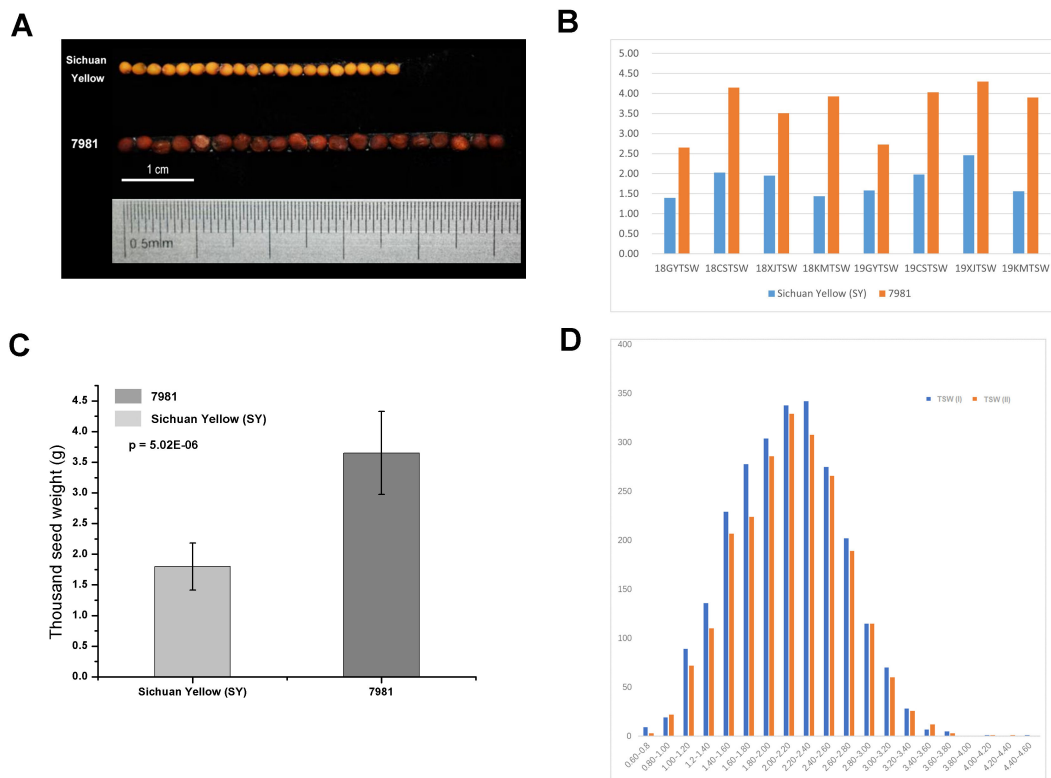 A
Sichuan
Yellow
7981
1 cm
0.5mm
B
5.00
4.50
4.00
3.50
3.00
2.50
2.00
1.50
1.00
0.50
0.00
18GYTSW 18CSTSW 18XJTSW 18KMTSW 19GYTSW 19CSTSW 19XJTSW 19KMTSW
Sichuan Yellow (SY) 7981
C
Thousand seed weight (g)
4.5
4.0
3.5
3.0
2.5
2.0
1.5
1.0
0.5
0.0
7981
Sichuan Yellow (SY)
p = 5.02E-06
Sichuan Yellow (SY) 7981
D
400
350
300
250
200
150
100
50
0
TSW (I) TSW (II)
0.60-0.8 0.80-1.00 1.00-1.20 1.2-1.40 1.40-1.60 1.60-1.80 1.80-2.00 2.00-2.20 2.20-2.40 2.40-2.60 2.60-2.80 2.80-3.00 3.00-3.20 3.20-3.40 3.40-3.60 3.60-3.80 3.80-4.00 4.00-4.20 4.20-4.40 4.40-4.60